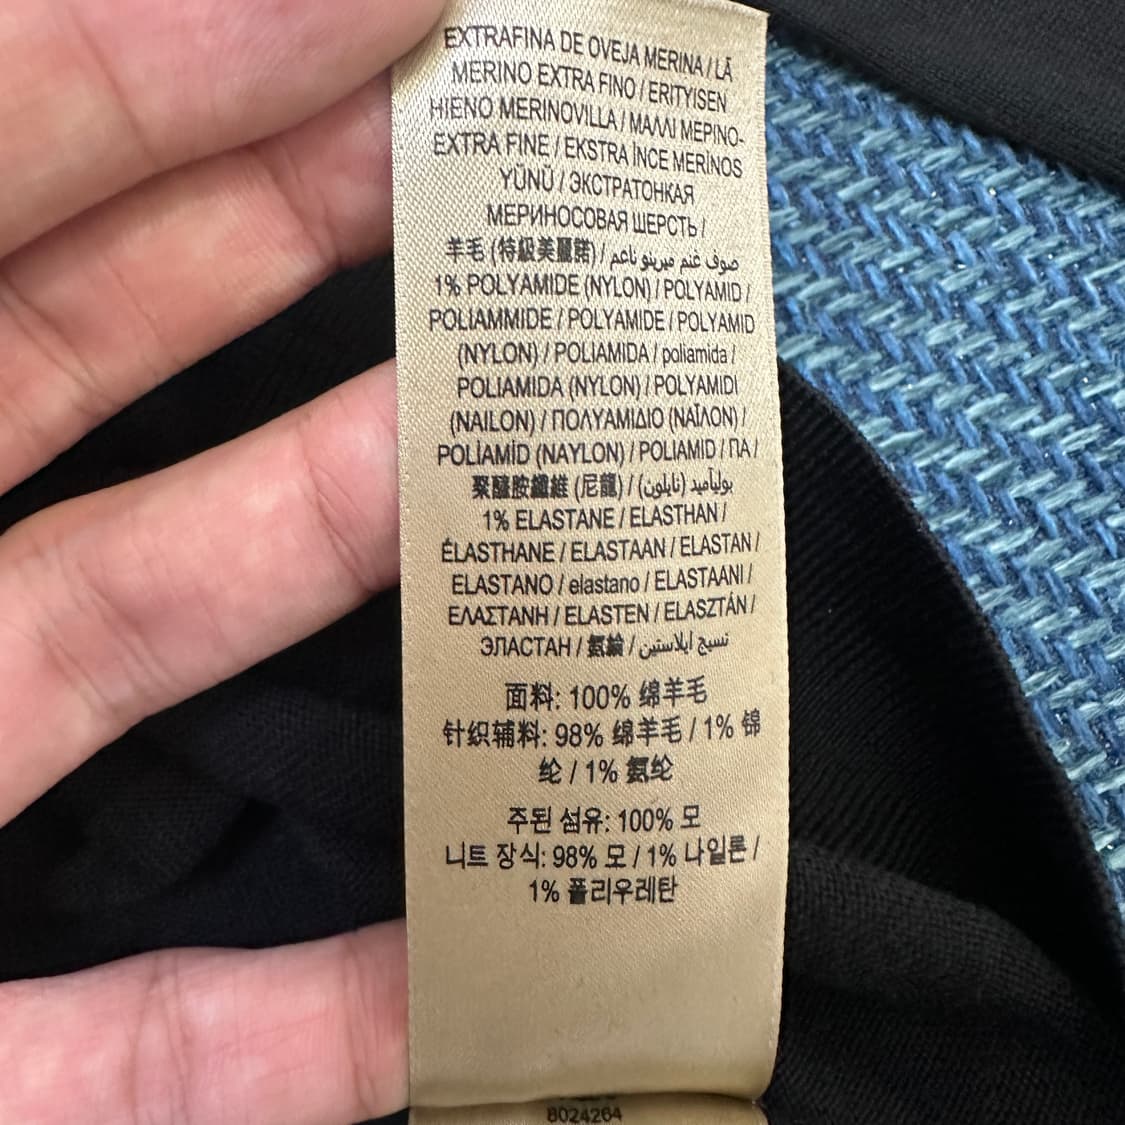 EXTRAFINA DE OVEJA MERINA / LÃ
MERINO EXTRA FINO / ERITYISEN
HIENO MERINOVILLA / ΜΑΛΛΙ ΜΕΡΙΝΟ-
EXTRA FINE / EKSTRA İNCE MERİNOS
YÜNÜ / ЭКСТРАТОНКАЯ
МЕРИНОСОВАЯ ШЕРСТЬ /
羊毛 (特級美麗諾) / صوف غنم ميرينو ناعم
1% POLYAMIDE (NYLON) / POLYAMID /
POLIAMMIDE / POLYAMIDE / POLYAMID
(NYLON) / POLIAMIDA / poliamida /
POLIAMIDA (NYLON) / POLYAMIDI
(NAILON) / ΠΟΛΥΑΜΙΔΙΟ (ΝΑΪΛΟΝ) /
POLİAMİD (NAYLON) / POLIAMID / ПА /
聚醯胺纖維 (尼龍) / بوليأميد (نايلون) /
1% ELASTANE / ELASTHAN /
ÉLASTHANE / ELASTAAN / ELASTAN /
ELASTANO / elastano / ELASTAANI /
ΕΛΑΣΤΑΝΗ / ELASTEN / ELASZTÁN /
ЭЛАСТАН / 氨綸 / نسيج ايلاستين
面料: 100% 绵羊毛
针织辅料: 98% 绵羊毛 / 1% 锦
纶 / 1% 氨纶
주된 섬유: 100% 모
니트 장식: 98% 모 / 1% 나일론 /
1% 폴리우레탄
8024264